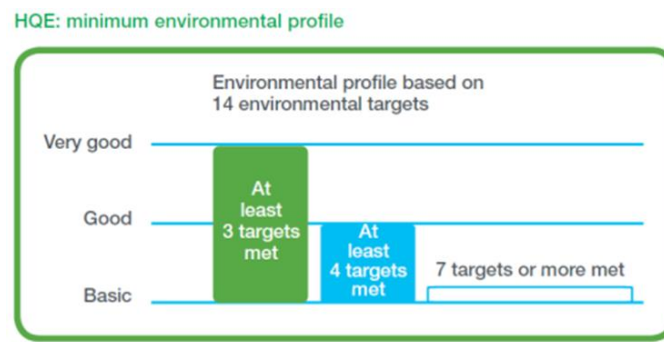 HQE: minimum environmental profile
Environmental profile based on
14 environmental targets
Very good
Good
Basic
At
least
3 targets
met
At
least
4 targets
met
7 targets or more met